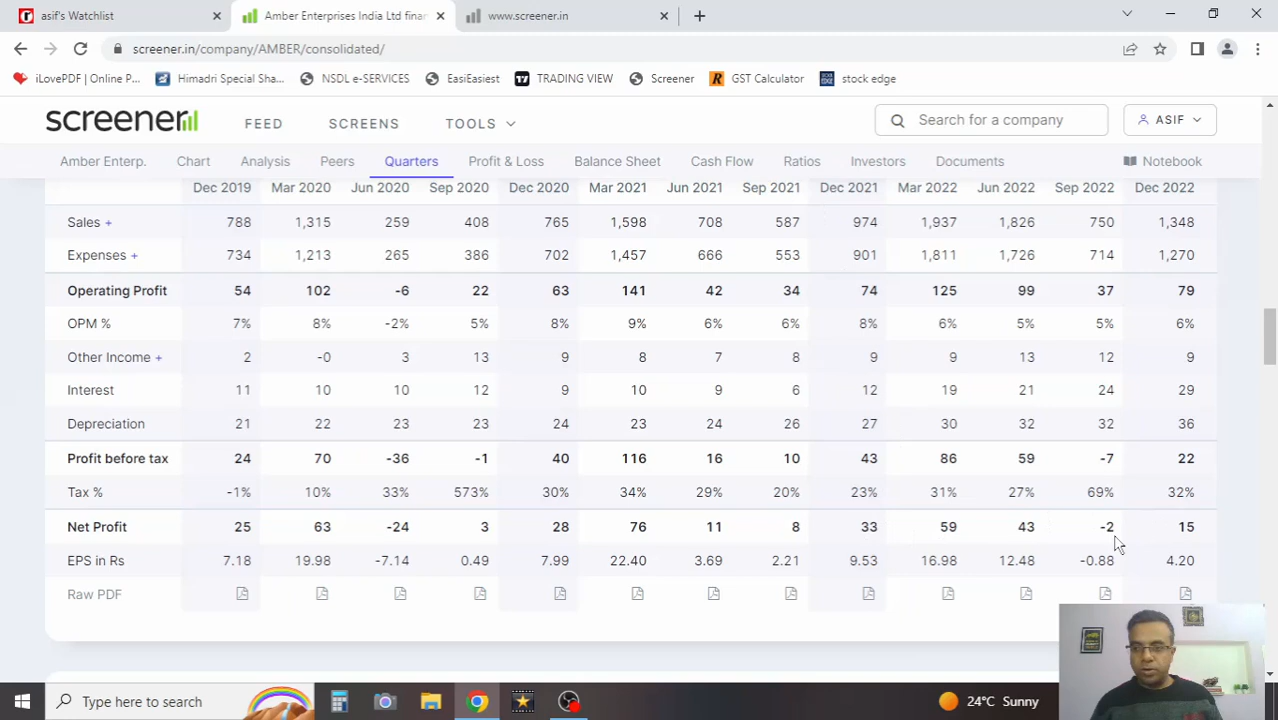 asif's Watchlist
Amber Enterprises India Ltd finar
www.screener.in
screener.in/company/AMBER/consolidated/
iLovePDF | Online P... Himadri Special Sha... NSDL e-SERVICES EasiEasiest TRADING VIEW Screener GST Calculator stock edge
screener FEED SCREENS TOOLS Search for a company ASIF
Amber Enterp. Chart Analysis Peers Quarters Profit & Loss Balance Sheet Cash Flow Ratios Investors Documents Notebook
Dec 2019 Mar 2020 Jun 2020 Sep 2020 Dec 2020 Mar 2021 Jun 2021 Sep 2021 Dec 2021 Mar 2022 Jun 2022 Sep 2022 Dec 2022
Sales + 788 1,315 259 408 765 1,598 708 587 974 1,937 1,826 750 1,348
Expenses + 734 1,213 265 386 702 1,457 666 553 901 1,811 1,726 714 1,270
Operating Profit 54 102 -6 22 63 141 42 34 74 125 99 37 79
OPM % 7% 8% -2% 5% 8% 9% 6% 6% 8% 6% 5% 5% 6%
Other Income + 2 -0 3 13 9 8 7 8 9 9 13 12 9
Interest 11 10 10 12 9 10 9 6 12 19 21 24 29
Depreciation 21 22 23 23 24 23 24 26 27 30 32 32 36
Profit before tax 24 70 -36 -1 40 116 16 10 43 86 59 -7 22
Tax % -1% 10% 33% 573% 30% 34% 29% 20% 23% 31% 27% 69% 32%
Net Profit 25 63 -24 3 28 76 11 8 33 59 43 -2 15
EPS in Rs 7.18 19.98 -7.14 0.49 7.99 22.40 3.69 2.21 9.53 16.98 12.48 -0.88 4.20
Raw PDF
Type here to search
24°C Sunny